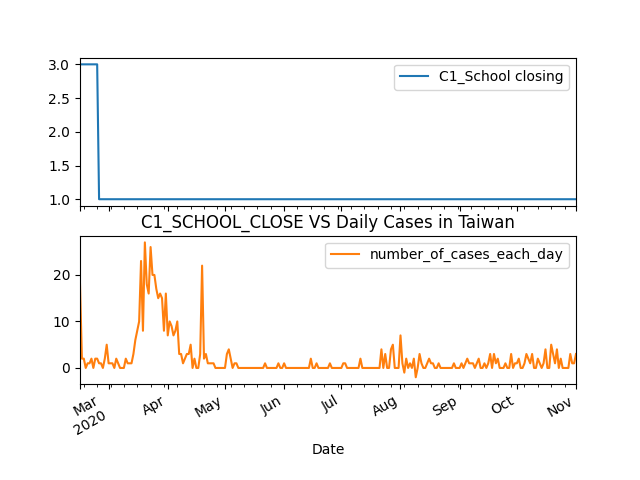 3.0
2.5
2.0
1.5
1.0
C1_School closing
C1_SCHOOL_CLOSE VS Daily Cases in Taiwan
20
10
0
number_of_cases_each_day
Mar
2020
Apr
May
Jun
Jul
Aug
Sep
Oct
Nov
Date